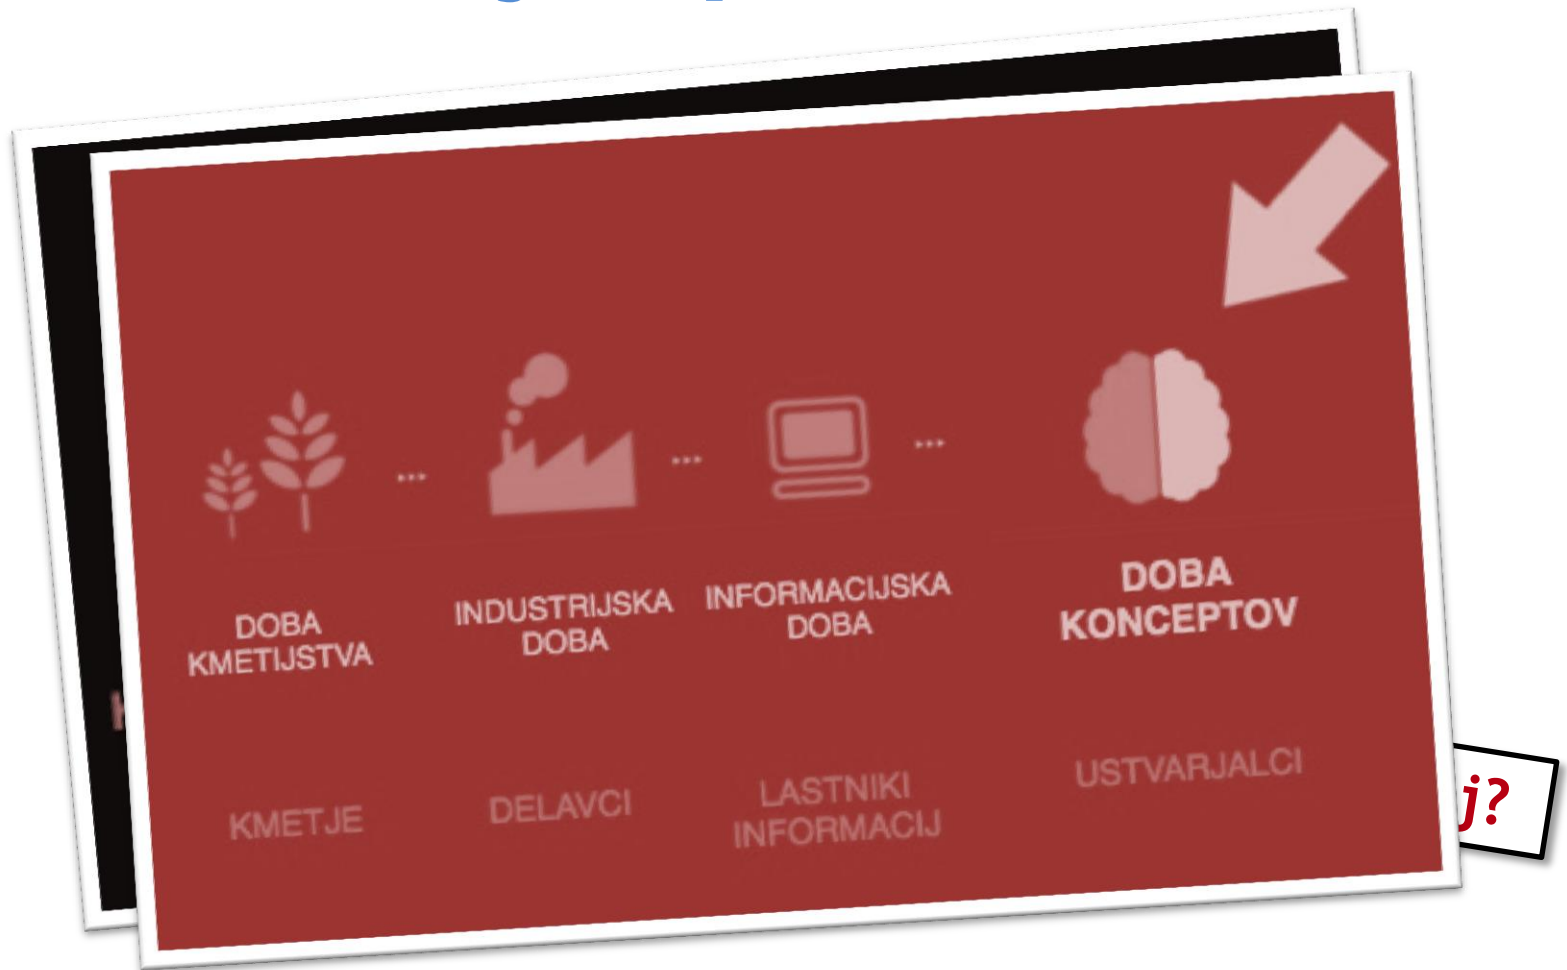 DOBA
KMETIJSTVA
INDUSTRIJSKA
DOBA
INFORMACIJSKA
DOBA
DOBA
KONCEPTOV
KMETJE
DELAVCI
LASTNIKI
INFORMACIJ
USTVARJALCI
j?